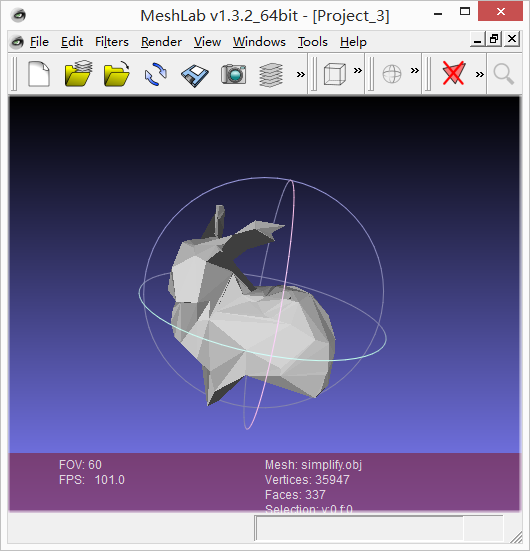 MeshLab v1.3.2_64bit - [Project_3]
File Edit Filters Render View Windows Tools Help
» » » »
FOV: 60
FPS: 101.0
Mesh: simplify.obj
Vertices: 35947
Faces: 337
Selection: v:0 f:0